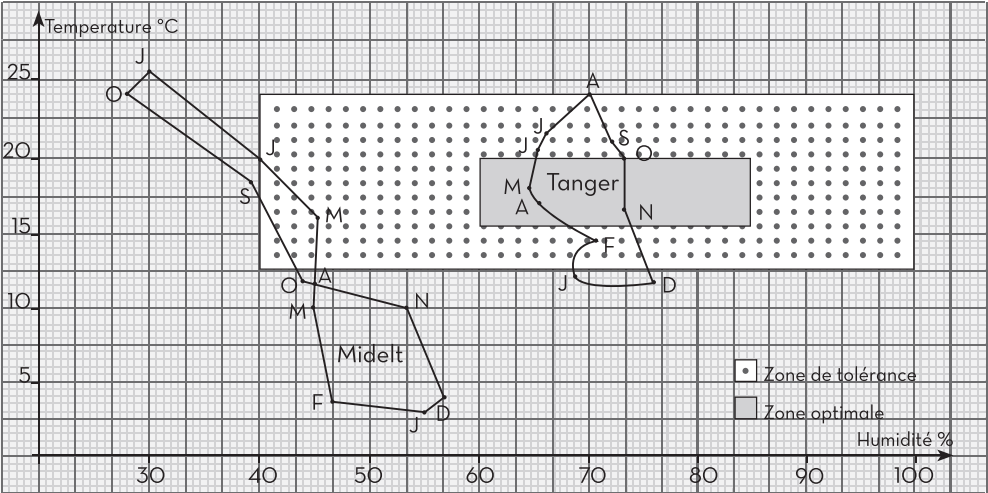 Temperature °C
J
25
O
A
J
S
J
O
20
J
M
Tanger
S
A
M
N
15
F
O
A
J
D
10
M
N
Midelt
5
Zone de tolérance
F
D
Zone optimale
J
Humidité %
30 40 50 60 70 80 90 100